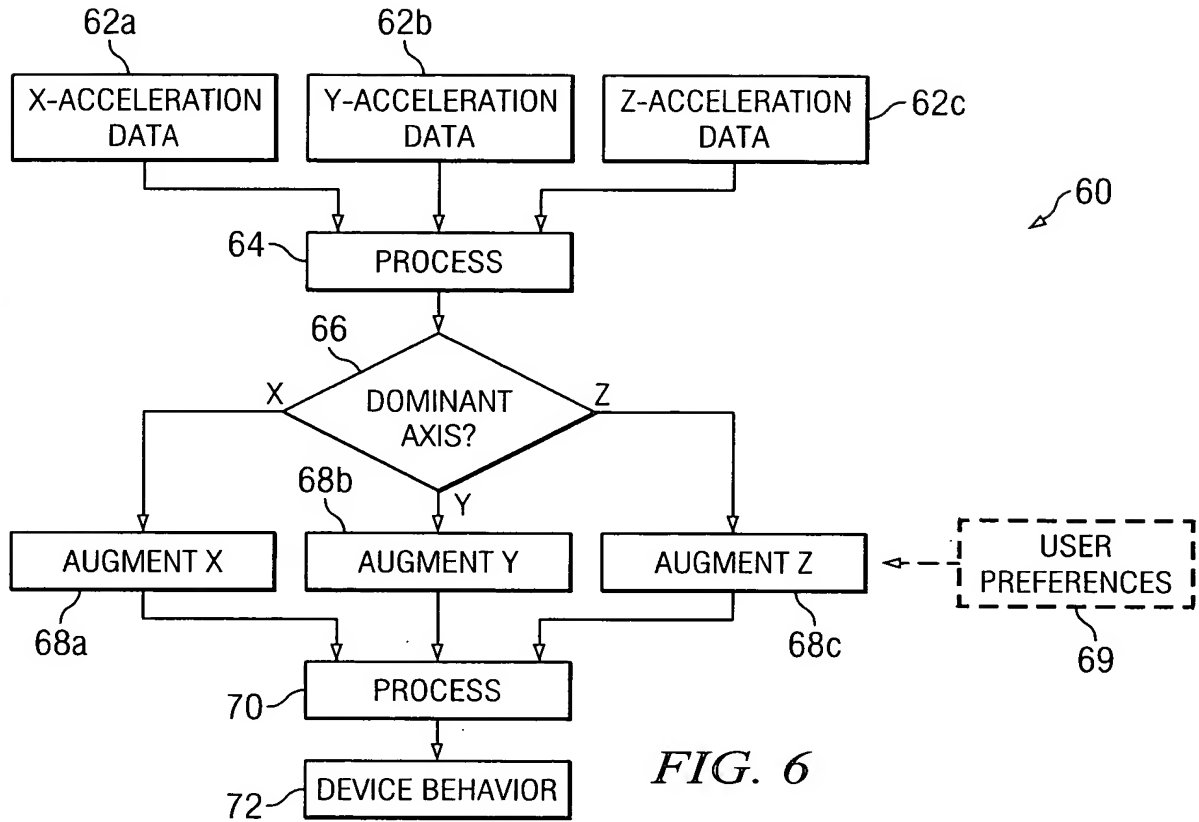 62a
62b
X-ACCELERATION
DATA
Y-ACCELERATION
DATA
Z-ACCELERATION
DATA
62c
60
64
PROCESS
66
X
DOMINANT
AXIS?
Z
68b
Y
AUGMENT X
AUGMENT Y
AUGMENT Z
USER
PREFERENCES
68a
68c
69
70
PROCESS
72
DEVICE BEHAVIOR
FIG. 6